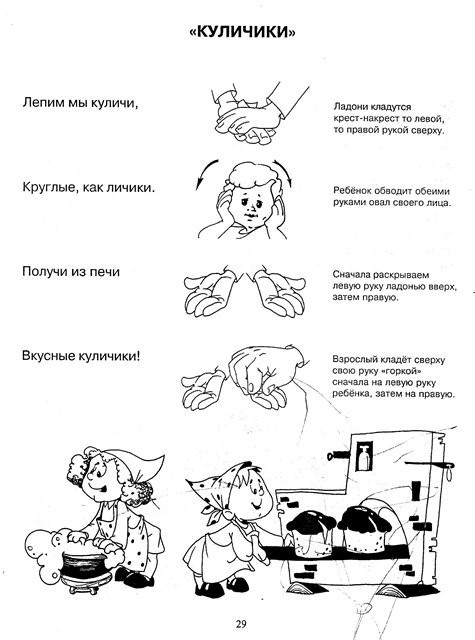 «КУЛИЧИКИ»
Лепим мы куличи,
Ладони кладутся
крест-накрест то левой,
то правой рукой сверху.
Круглые, как личики.
Ребёнок обводит обеими
руками овал своего лица.
Получи из печи
Сначала раскрываем
левую руку ладонью вверх,
затем правую.
Вкусные куличики!
Взрослый кладёт сверху
свою руку «горкой»
сначала на левую руку
ребёнка, затем на правую.
29